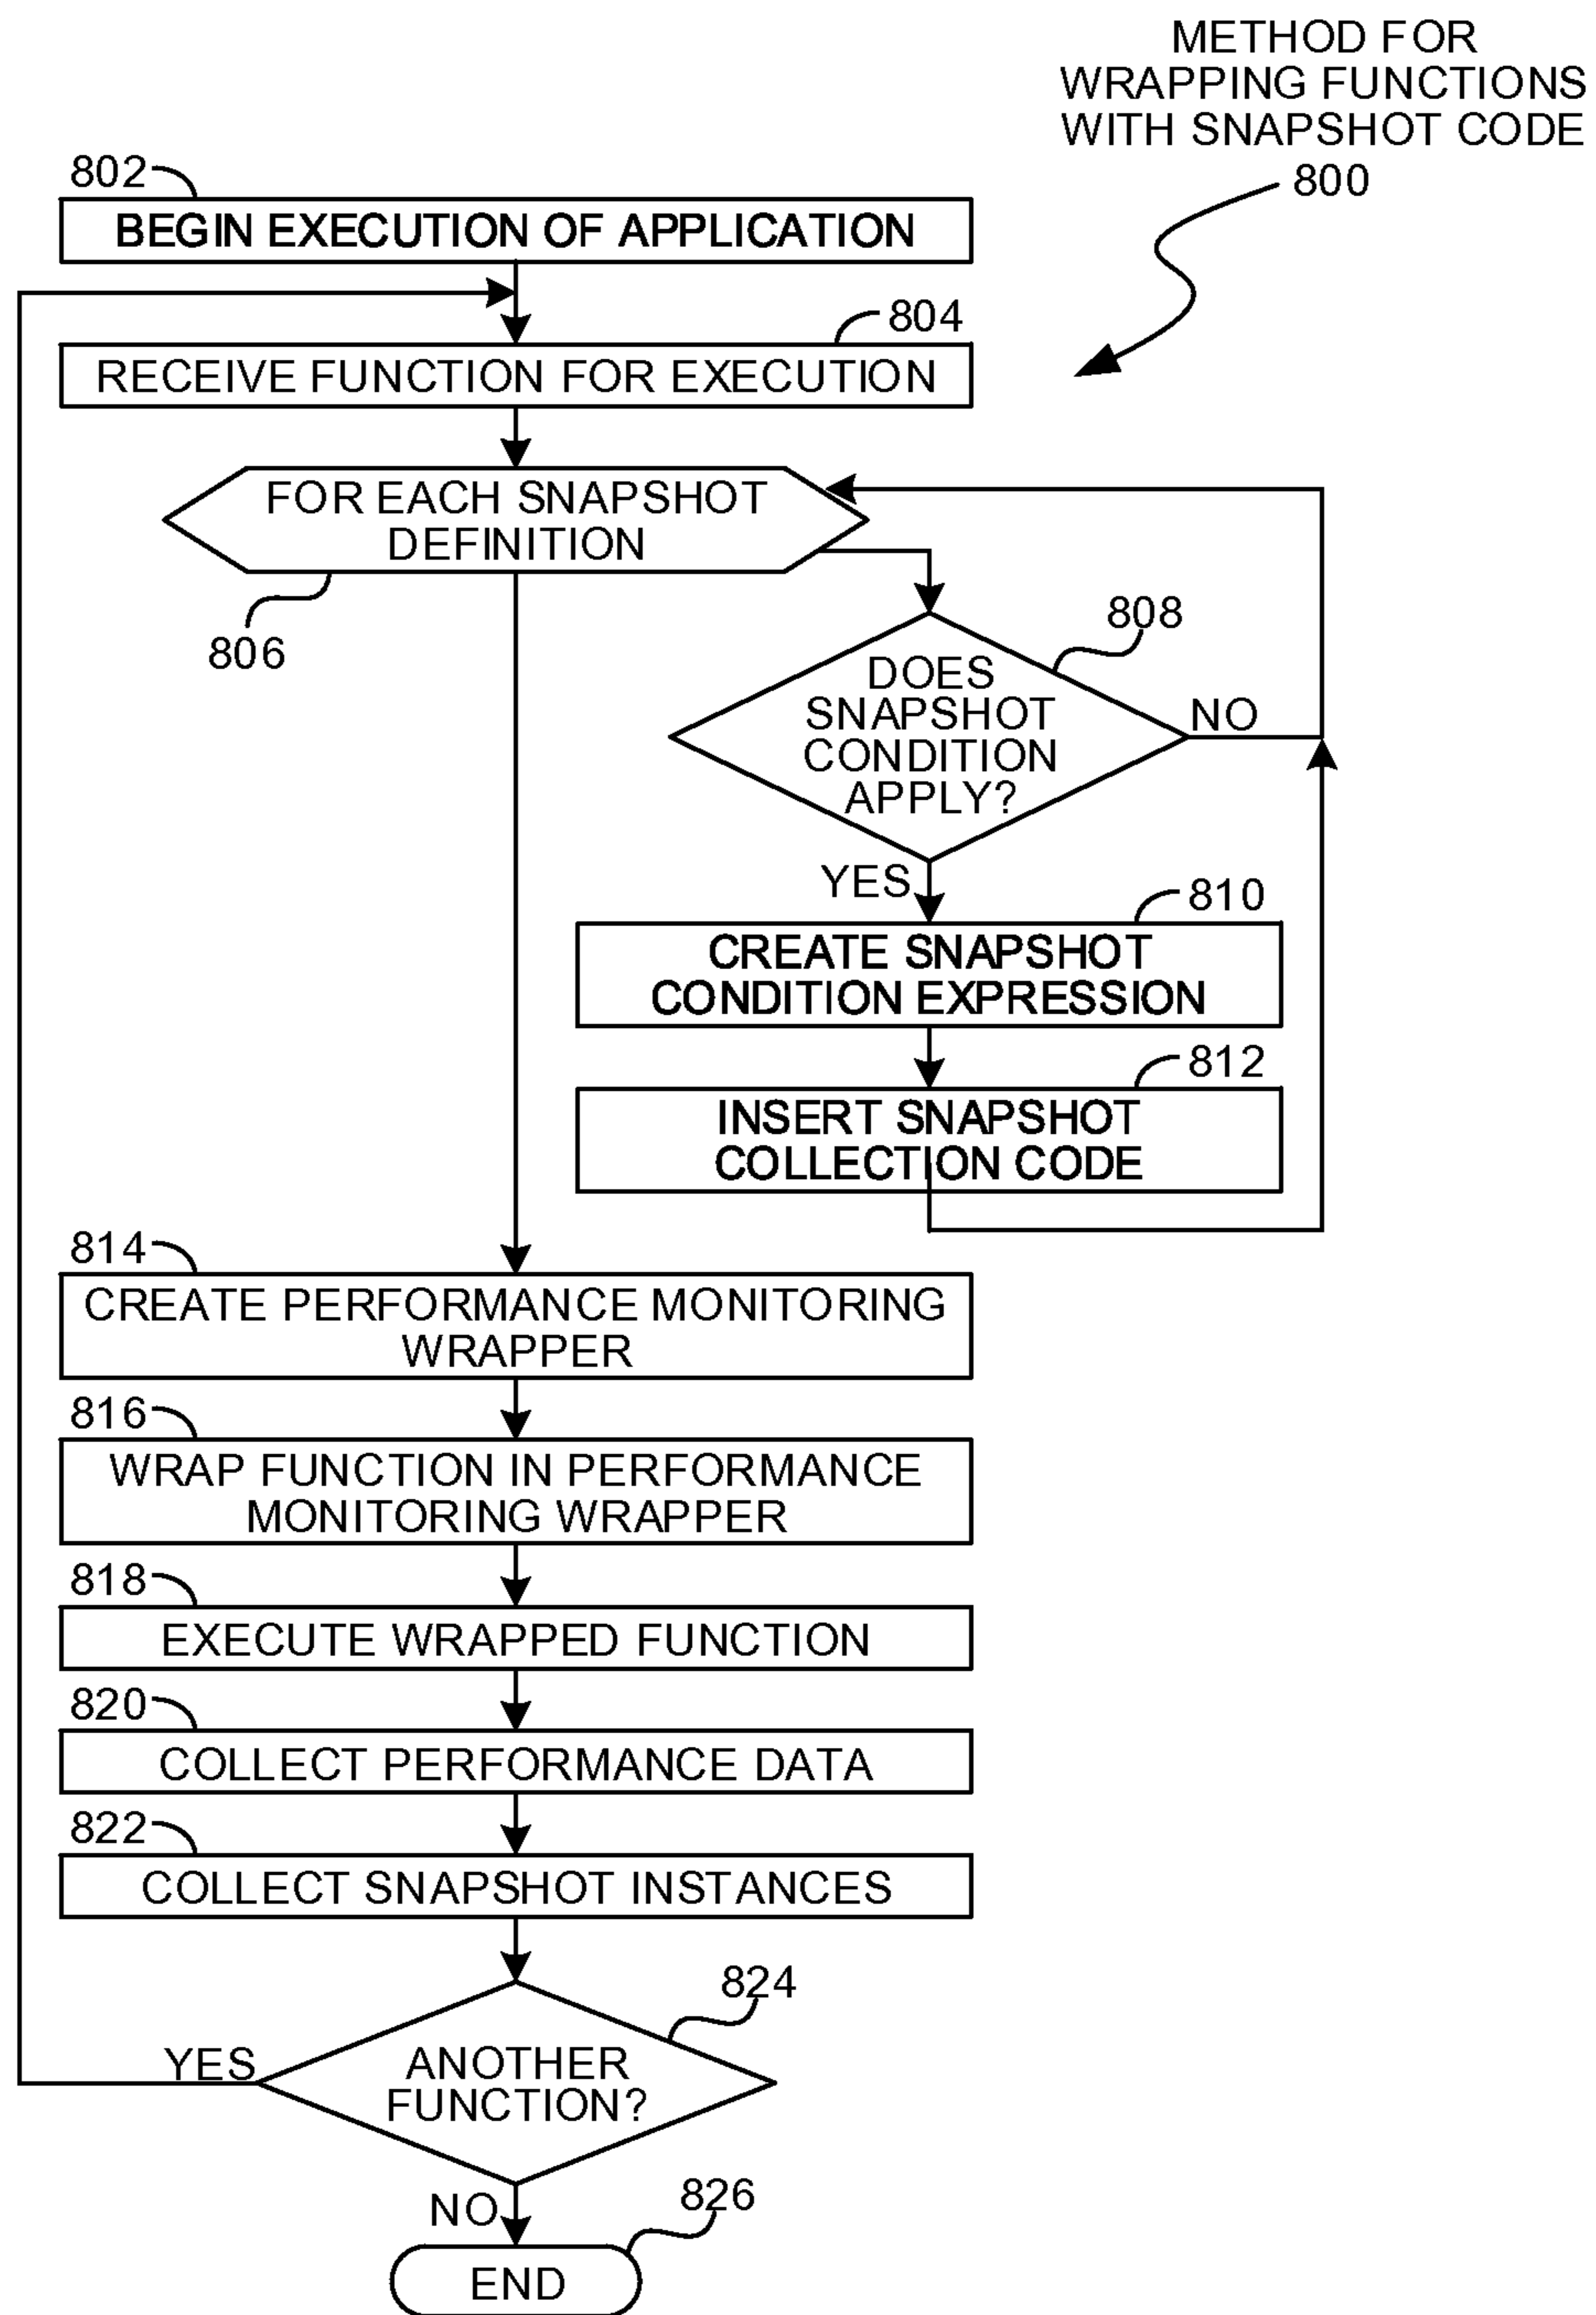 METHOD FOR
WRAPPING FUNCTIONS
WITH SNAPSHOT CODE
800
802
BEGIN EXECUTION OF APPLICATION
804
RECEIVE FUNCTION FOR EXECUTION
FOR EACH SNAPSHOT
DEFINITION
806
808
DOES
SNAPSHOT
CONDITION
APPLY?
NO
YES
810
CREATE SNAPSHOT
CONDITION EXPRESSION
812
INSERT SNAPSHOT
COLLECTION CODE
814
CREATE PERFORMANCE MONITORING
WRAPPER
816
WRAP FUNCTION IN PERFORMANCE
MONITORING WRAPPER
818
EXECUTE WRAPPED FUNCTION
820
COLLECT PERFORMANCE DATA
822
COLLECT SNAPSHOT INSTANCES
824
ANOTHER
FUNCTION?
YES
NO
826
END